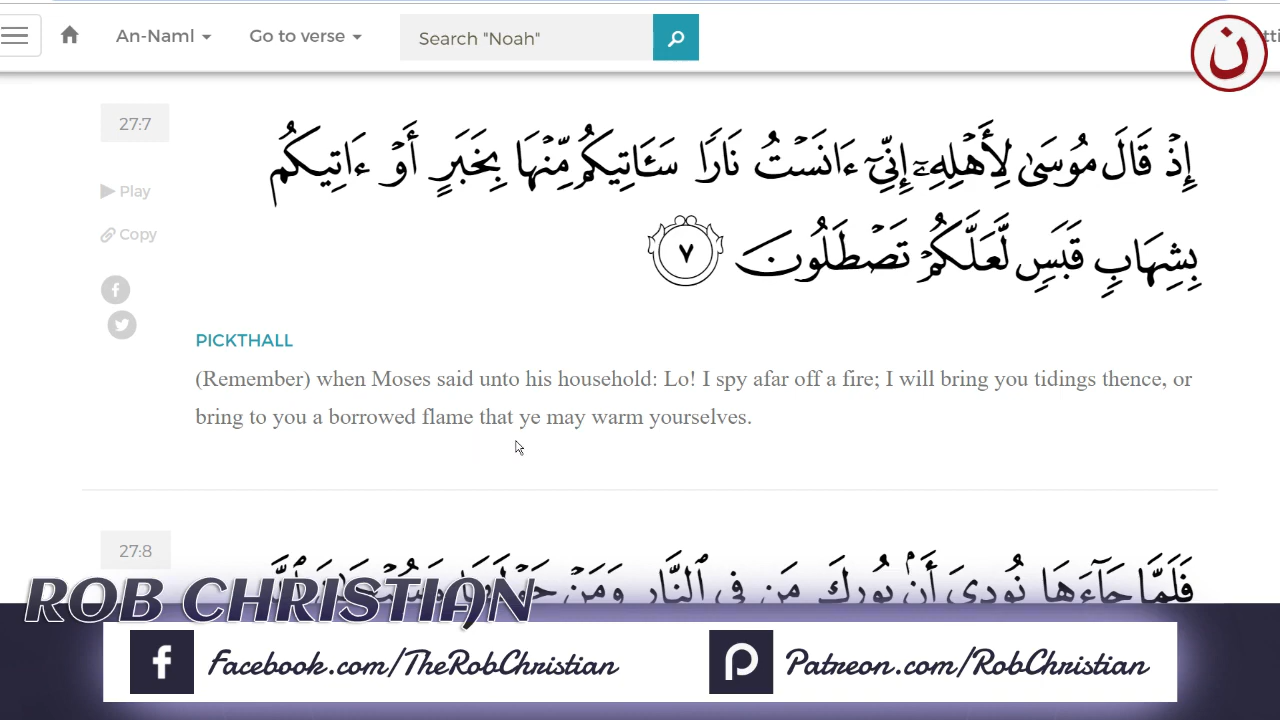 An-Naml
Go to verse
Search "Noah"
ن
27:7
إِذۡ قَالَ مُوسَىٰ لِأَهۡلِهِۦٓ إِنِّيٓ ءَانَسۡتُ نَارٗا سَـَٔاتِيكُم مِّنۡهَا بِخَبَرٍ أَوۡ ءَاتِيكُم
Play
Copy
بِشِهَابٖ قَبَسٖ لَّعَلَّكُمۡ تَصۡطَلُونَ ٧
PICKTHALL
(Remember) when Moses said unto his household: Lo! I spy afar off a fire; I will bring you tidings thence, or
bring to you a borrowed flame that ye may warm yourselves.
27:8
فَلَمَّا جَآءَهَا نُودِيَ أَنۢ بُورِكَ مَن فِي ٱلنَّارِ وَمَنۡ
ROB CHRISTIAN
Facebook.com/TheRobChristian
Patreon.com/RobChristian